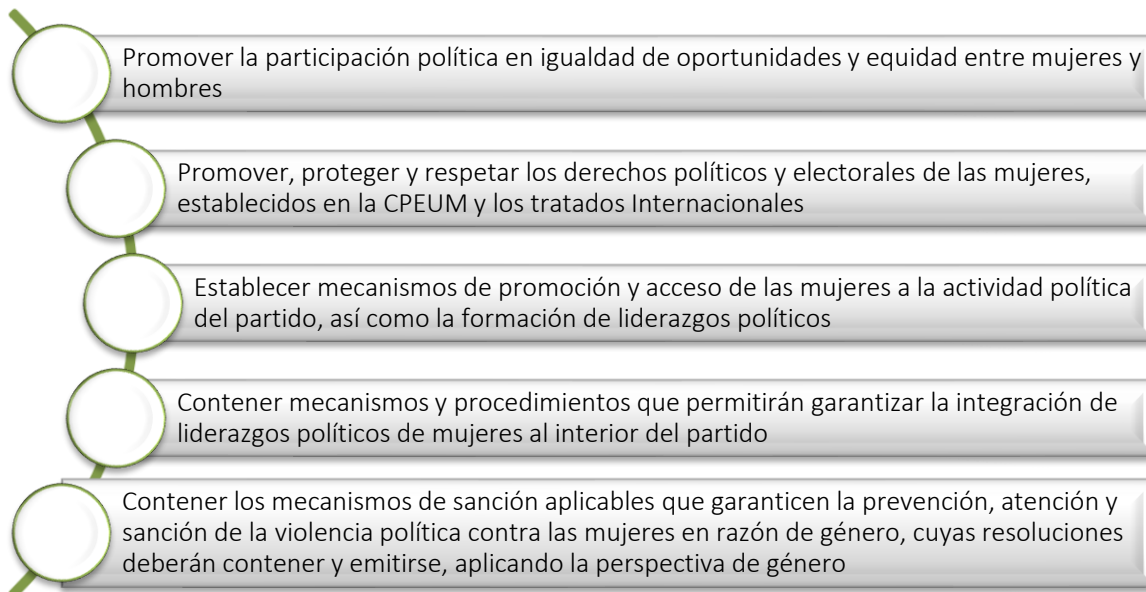 Promover la participación política en igualdad de oportunidades y equidad entre mujeres y
hombres
Promover, proteger y respetar los derechos políticos y electorales de las mujeres,
establecidos en la CPEUM y los tratados Internacionales
Establecer mecanismos de promoción y acceso de las mujeres a la actividad política
del partido, así como la formación de liderazgos políticos
Contener mecanismos y procedimientos que permitirán garantizar la integración de
liderazgos políticos de mujeres al interior del partido
Contener los mecanismos de sanción aplicables que garanticen la prevención, atención y
sanción de la violencia política contra las mujeres en razón de género, cuyas resoluciones
deberán contener y emitirse, aplicando la perspectiva de género